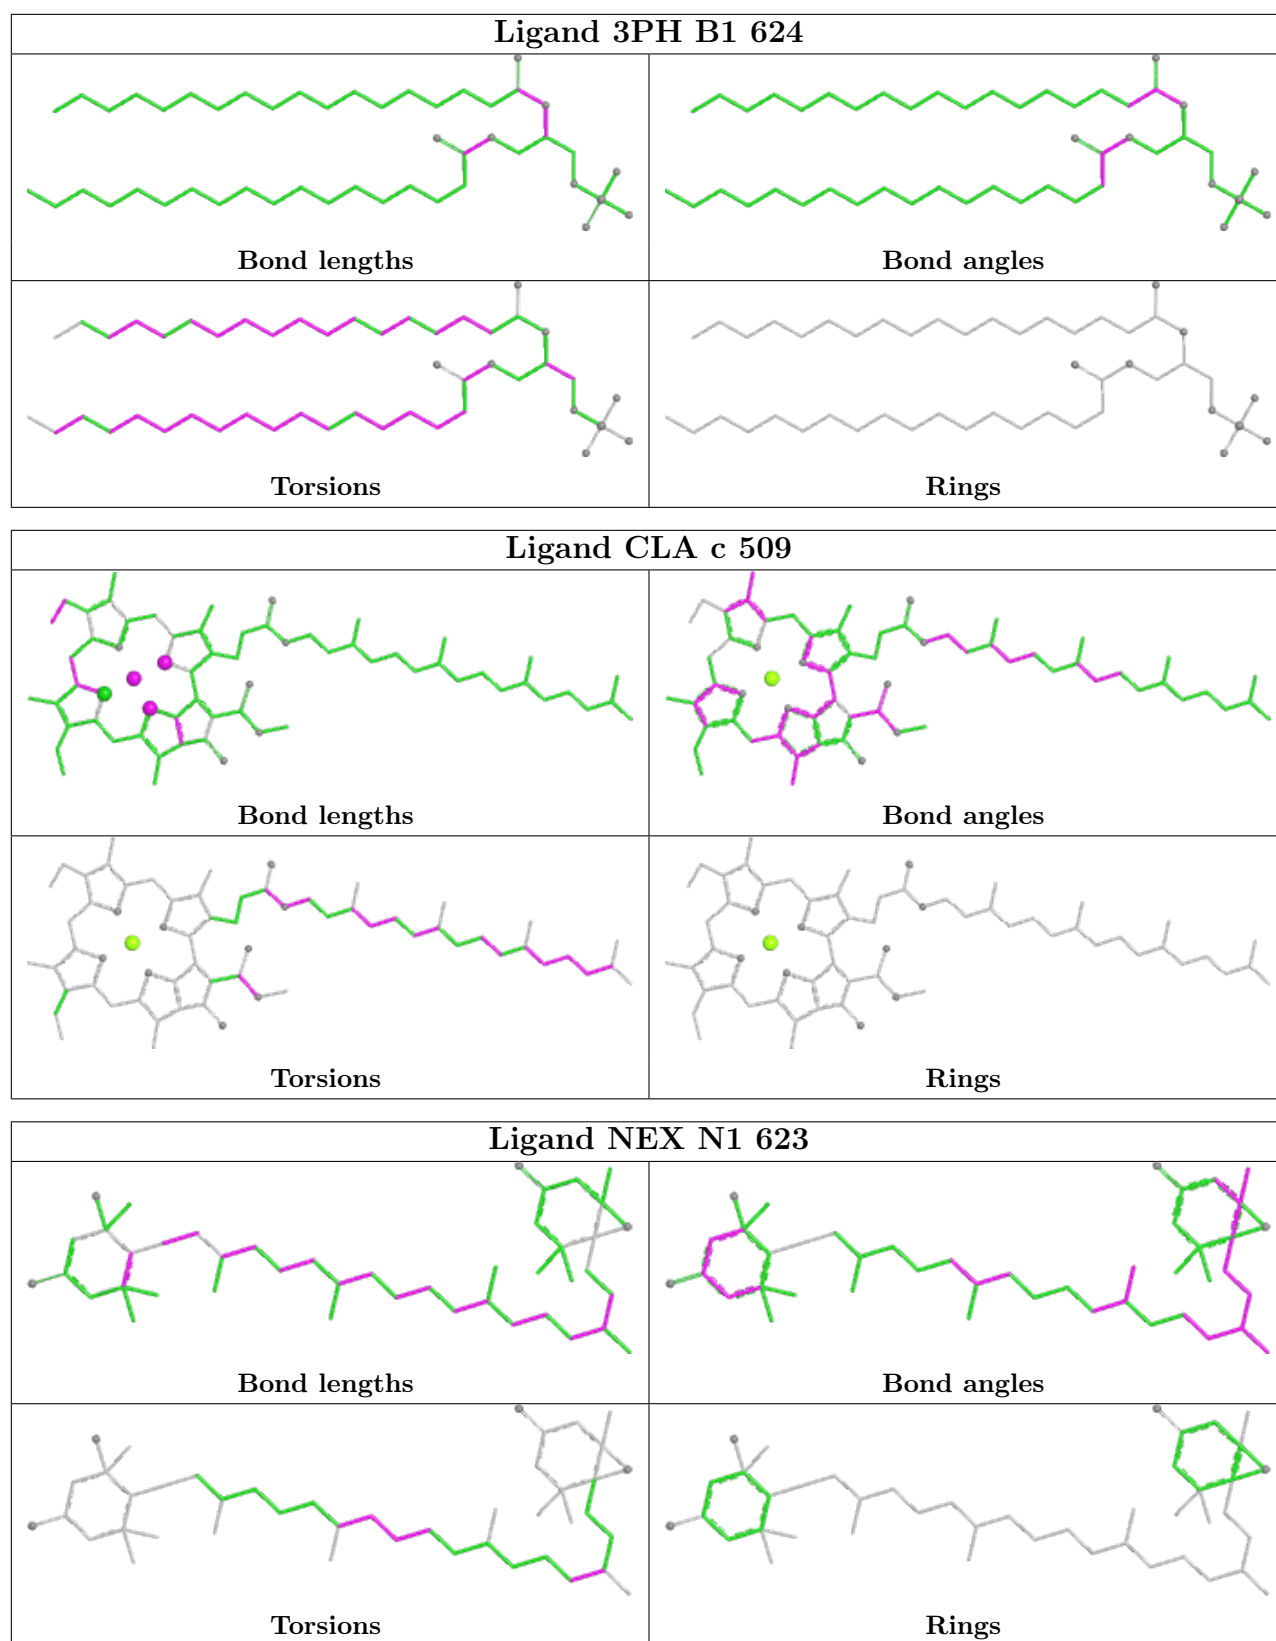 Ligand 3PH B1 624
Bond lengths
Bond angles
Torsions
Rings
Ligand CLA c 509
Bond lengths
Bond angles
Torsions
Rings
Ligand NEX N1 623
Bond lengths
Bond angles
Torsions
Rings